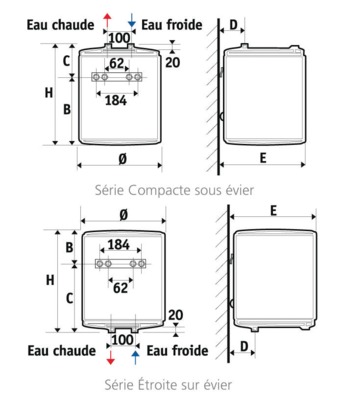 Eau chaude Eau froide
100
D
C
20
H
62
184
B
Ø
E
Série Compacte sous évier
Ø
E
B
184
H
62
C
20
Eau chaude 100 Eau froide
D
Série Étroite sur évier